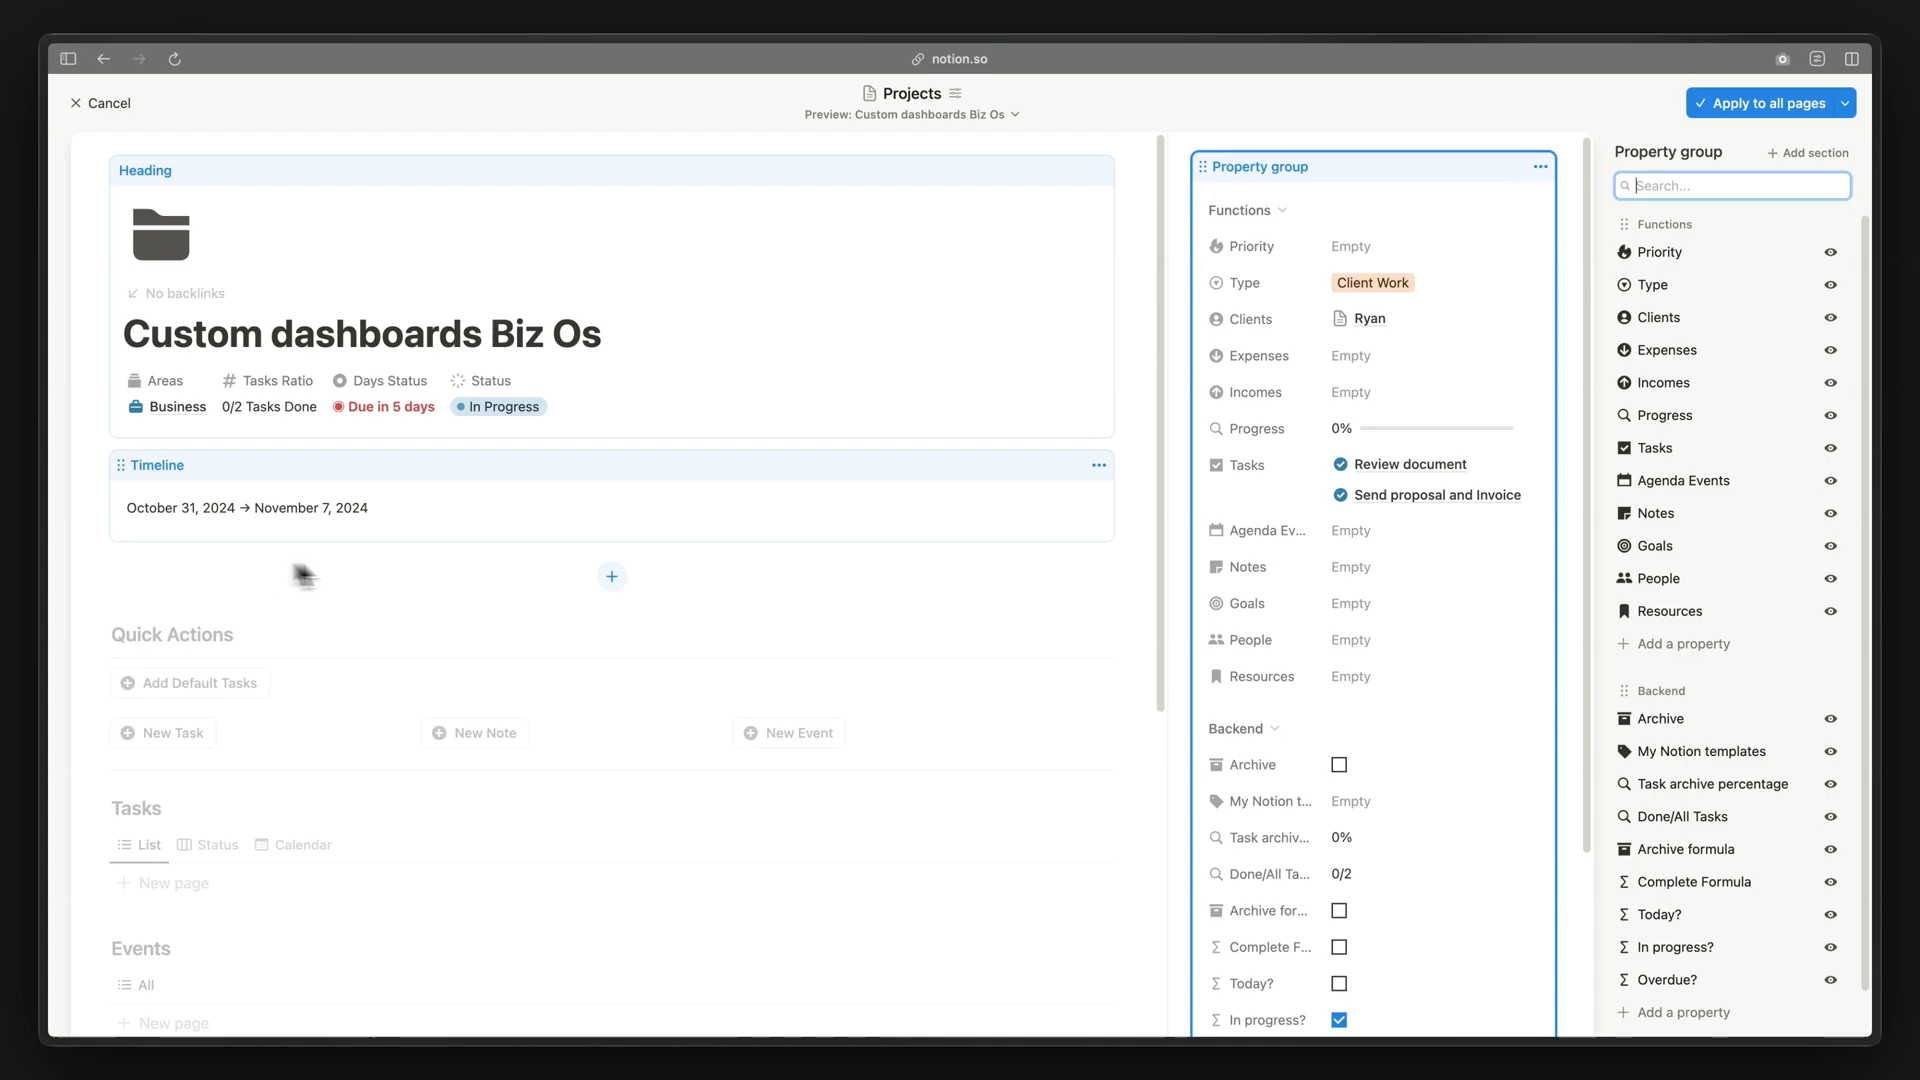 notion.so
Cancel
Projects
Preview: Custom dashboards Biz Os
Apply to all pages
Heading
No backlinks
Custom dashboards Biz Os
Areas
Tasks Ratio
Days Status
Status
Business
0/2 Tasks Done
Due in 5 days
In Progress
Timeline
October 31, 2024 → November 7, 2024
Quick Actions
Add Default Tasks
New Task
New Note
New Event
Tasks
List
Status
Calendar
New page
Events
All
New page
Property group
Functions
Priority Empty
Type Client Work
Clients Ryan
Expenses Empty
Incomes Empty
Progress 0%
Tasks Review document
Send proposal and Invoice
Agenda Ev... Empty
Notes Empty
Goals Empty
People Empty
Resources Empty
Backend
Archive
My Notion t... Empty
Task archiv... 0%
Done/All Ta... 0/2
Archive for...
Complete F...
Today?
In progress?
Property group
Add section
Search...
Functions
Priority
Type
Clients
Expenses
Incomes
Progress
Tasks
Agenda Events
Notes
Goals
People
Resources
Add a property
Backend
Archive
My Notion templates
Task archive percentage
Done/All Tasks
Archive formula
Complete Formula
Today?
In progress?
Overdue?
Add a property